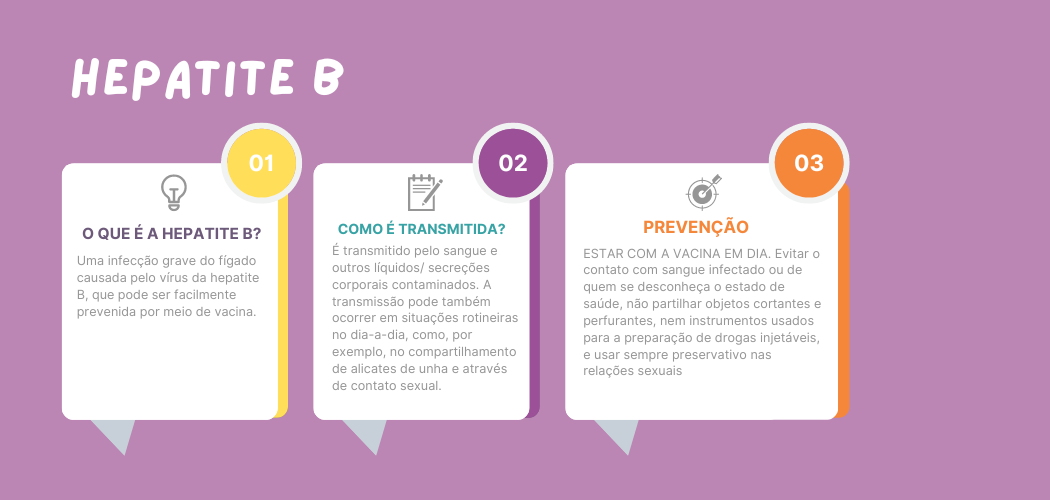 HEPATITE B
01
O QUE É A HEPATITE B?
Uma infecção grave do fígado
causada pelo vírus da hepatite
B, que pode ser facilmente
prevenida por meio de vacina.
02
COMO É TRANSMITIDA?
É transmitido pelo sangue e
outros líquidos/ secreções
corporais contaminados. A
transmissão pode também
ocorrer em situações rotineiras
no dia-a-dia, como, por
exemplo, no compartilhamento
de alicates de unha e através
de contato sexual.
03
PREVENÇÃO
ESTAR COM A VACINA EM DIA. Evitar o
contato com sangue infectado ou de
quem se desconheça o estado de
saúde, não partilhar objetos cortantes e
perfurantes, nem instrumentos usados
para a preparação de drogas injetáveis,
e usar sempre preservativo nas
relações sexuais